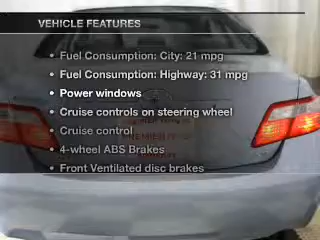 VEHICLE FEATURES
• Fuel Consumption: City: 21 mpg
• Fuel Consumption: Highway: 31 mpg
• Power windows
• Cruise controls on steering wheel
• Cruise control
• 4-wheel ABS Brakes
• Front Ventilated disc brakes